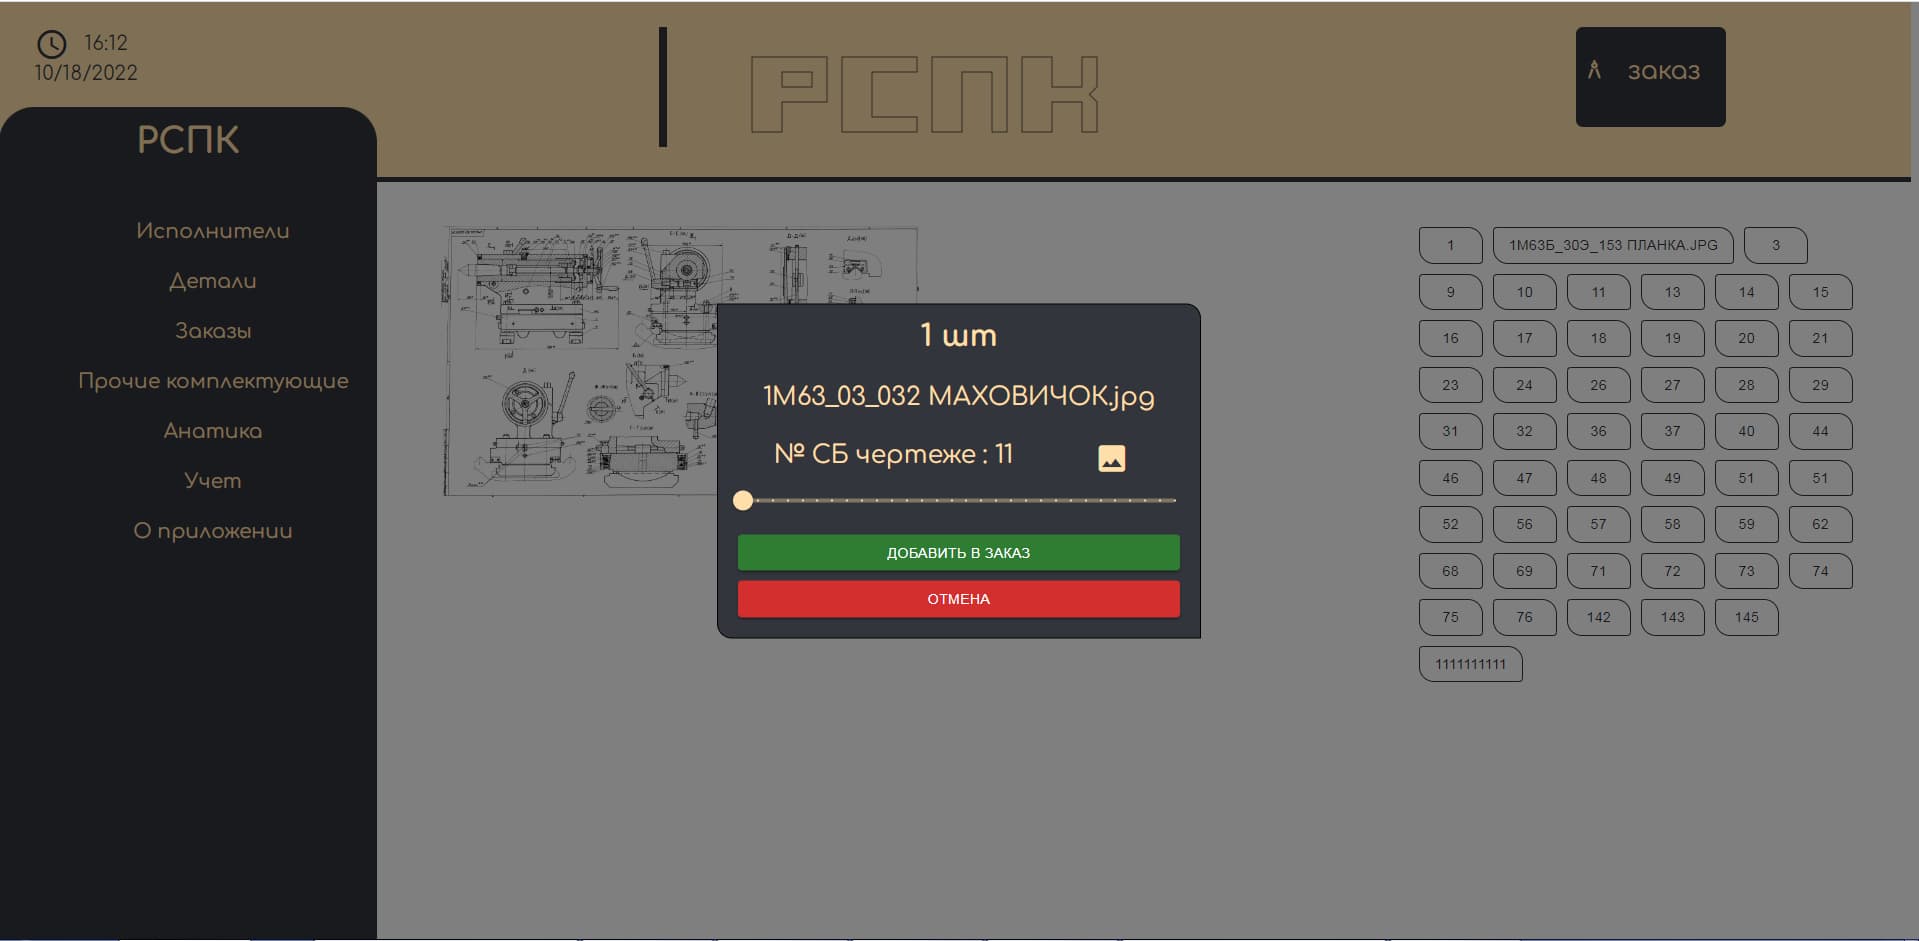 16:12
10/18/2022
РСПК
заказ
РСПК
Исполнители
Детали
Заказы
Прочие комплектующие
Анатика
Учет
О приложении
1 шт
1М63_03_032 МАХОВИЧОК.jpg
№ СБ чертеже : 11
ДОБАВИТЬ В ЗАКАЗ
ОТМЕНА
1 1М63Б_30Э_153 ПЛАНКА.JPG 3
9 10 11 13 14 15
16 17 18 19 20 21
23 24 26 27 28 29
31 32 36 37 40 44
46 47 48 49 51 51
52 56 57 58 59 62
68 69 71 72 73 74
75 76 142 143 145
1111111111